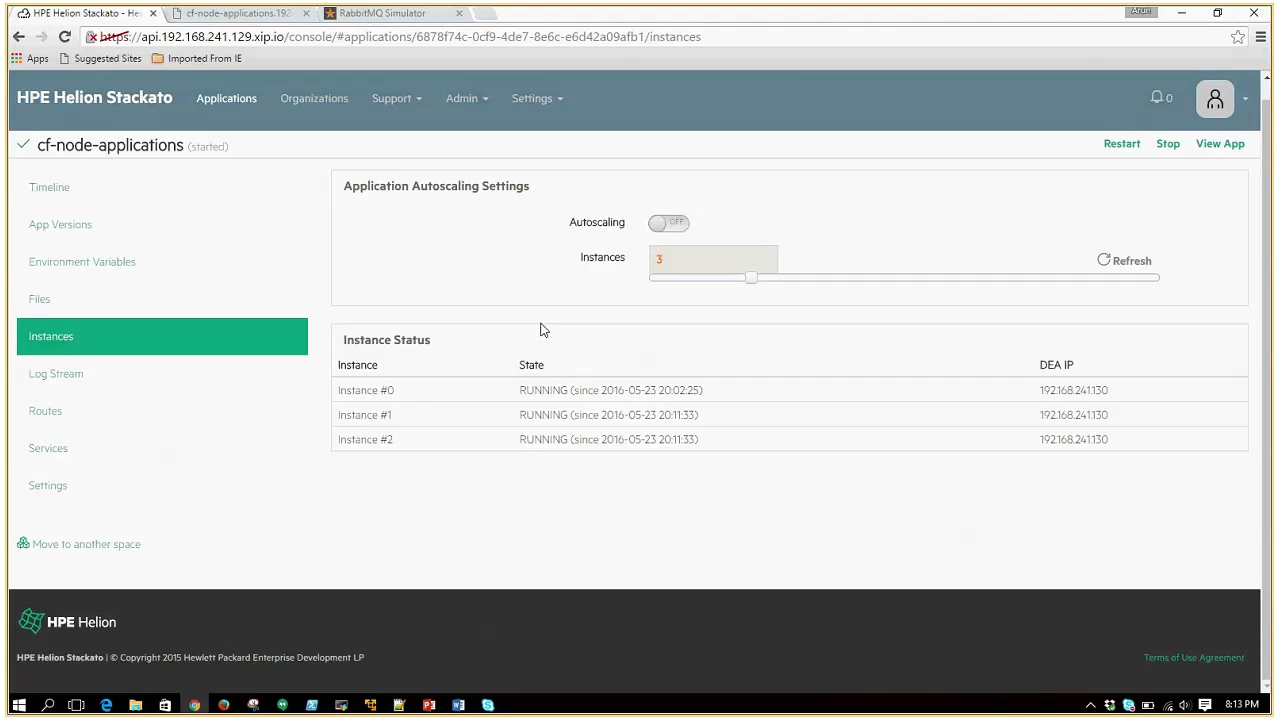 HPE Helion Stackato - He
cf-node-applications.192
RabbitMQ Simulator
Arun
https://api.192.168.241.129.xip.io/console/#applications/6878f74c-0cf9-4de7-8e6c-e6d42a09afb1/instances
Apps
Suggested Sites
Imported From IE
HPE Helion Stackato
Applications
Organizations
Support
Admin
Settings
0
cf-node-applications (started)
Restart
Stop
View App
Timeline
App Versions
Environment Variables
Files
Instances
Log Stream
Routes
Services
Settings
Move to another space
Application Autoscaling Settings
Autoscaling
OFF
Instances
3
Refresh
Instance Status
Instance State DEA IP
Instance #0 RUNNING (since 2016-05-23 20:02:25) 192.168.241.130
Instance #1 RUNNING (since 2016-05-23 20:11:33) 192.168.241.130
Instance #2 RUNNING (since 2016-05-23 20:11:33) 192.168.241.130
HPE Helion
HPE Helion Stackato | © Copyright 2015 Hewlett Packard Enterprise Development LP
Terms of Use Agreement
8:13 PM